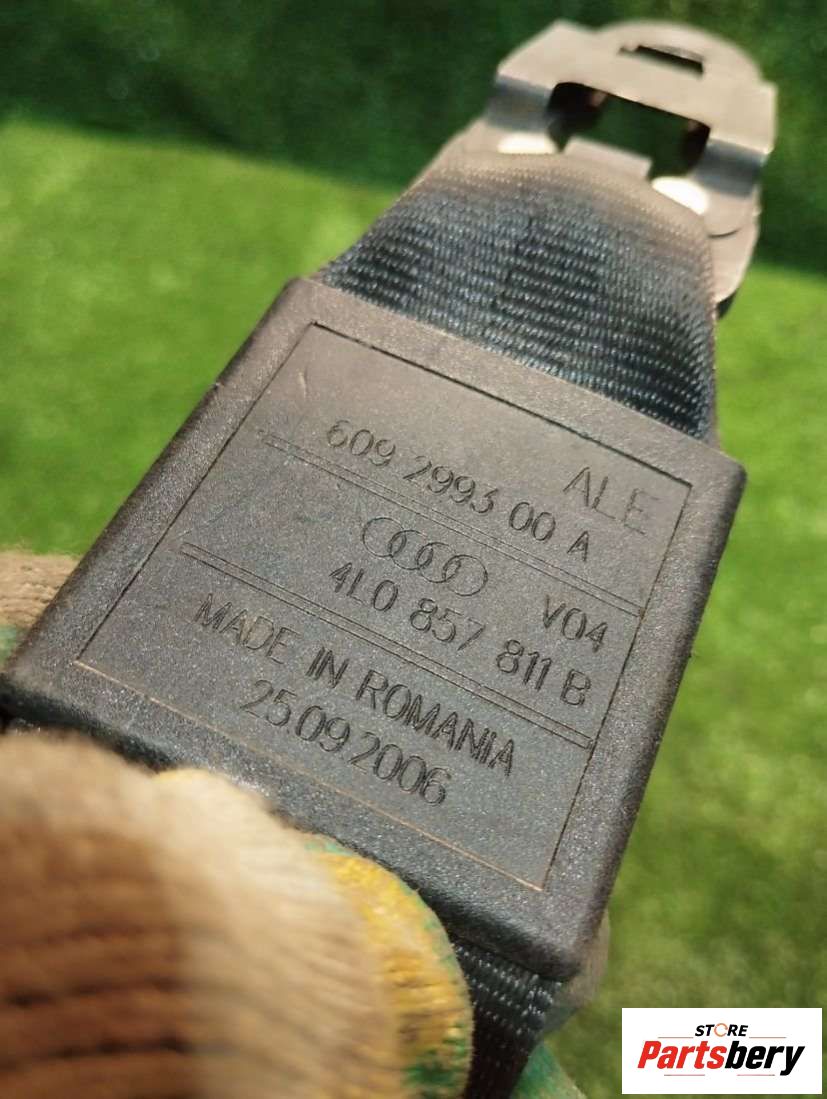 ALE
609 2993 00 A
V04
4L0 857 811 B
MADE IN ROMANIA
25.09.2006
STORE
Partsbery